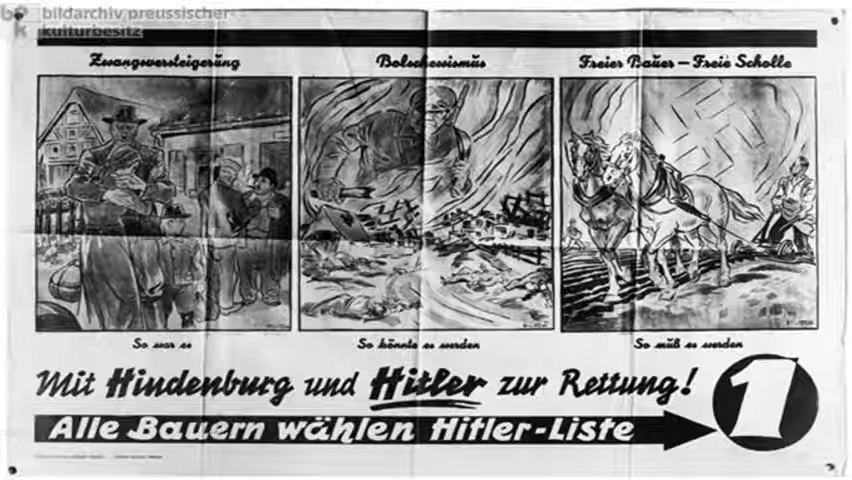 bildarchiv preussischer
kulturbesitz
Zwangsversteigerung
Bolschewismus
Freier Bauer – Freie Scholle
So war es
So könnte es werden
So muß es werden
Mit Hindenburg und Hitler zur Rettung!
Alle Bauern wählen Hitler-Liste
1